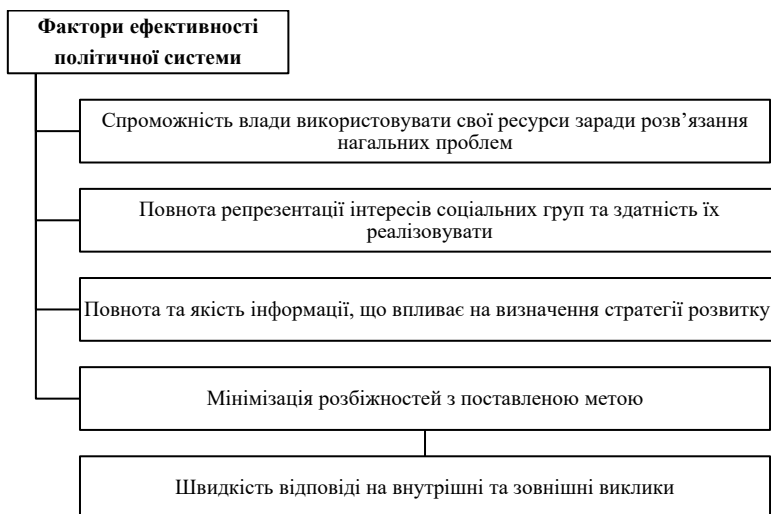 Фактори ефективності
політичної системи
Спроможність влади використовувати свої ресурси заради розв’язання
нагальних проблем
Повнота репрезентації інтересів соціальних груп та здатність їх
реалізовувати
Повнота та якість інформації, що впливає на визначення стратегії розвитку
Мінімізація розбіжностей з поставленою метою
Швидкість відповіді на внутрішні та зовнішні виклики